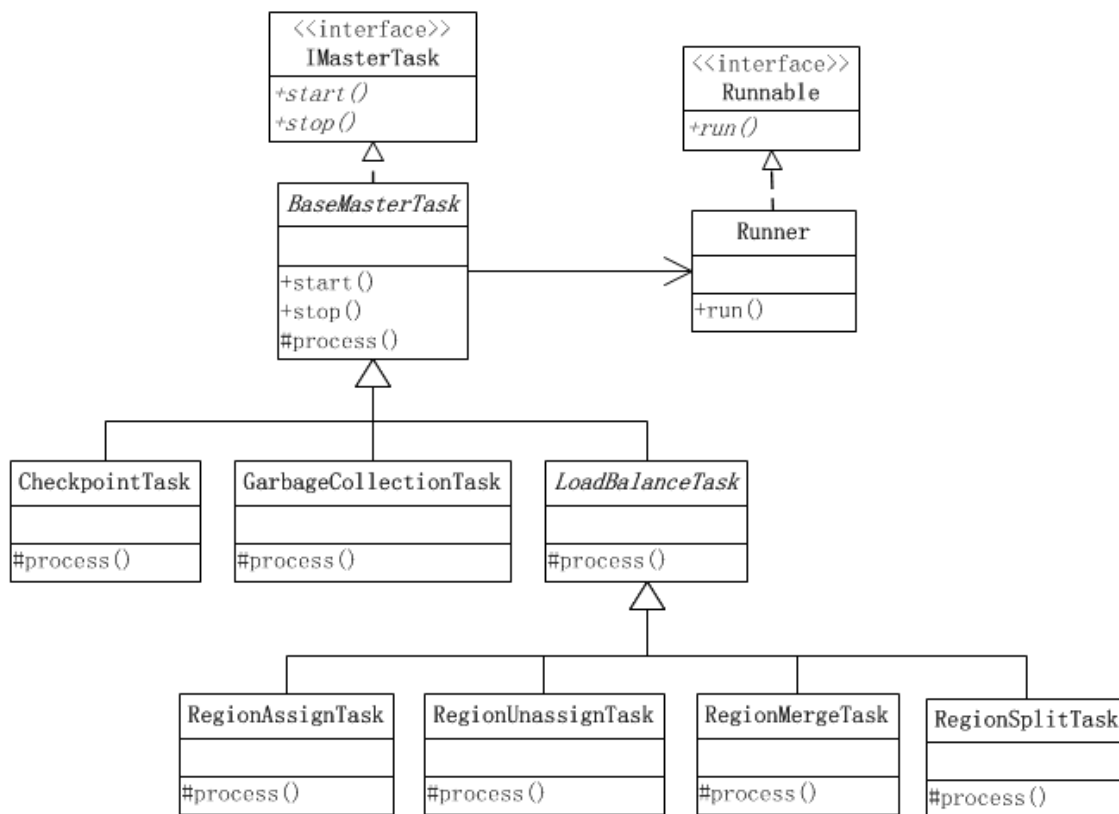 <<interface>>
IMasterTask
+start()
+stop()
<<interface>>
Runnable
+run()
BaseMasterTask
+start()
+stop()
#process()
Runner
+run()
CheckpointTask
#process()
GarbageCollectionTask
#process()
LoadBalanceTask
#process()
RegionAssignTask
#process()
RegionUnassignTask
#process()
RegionMergeTask
#process()
RegionSplitTask
#process()